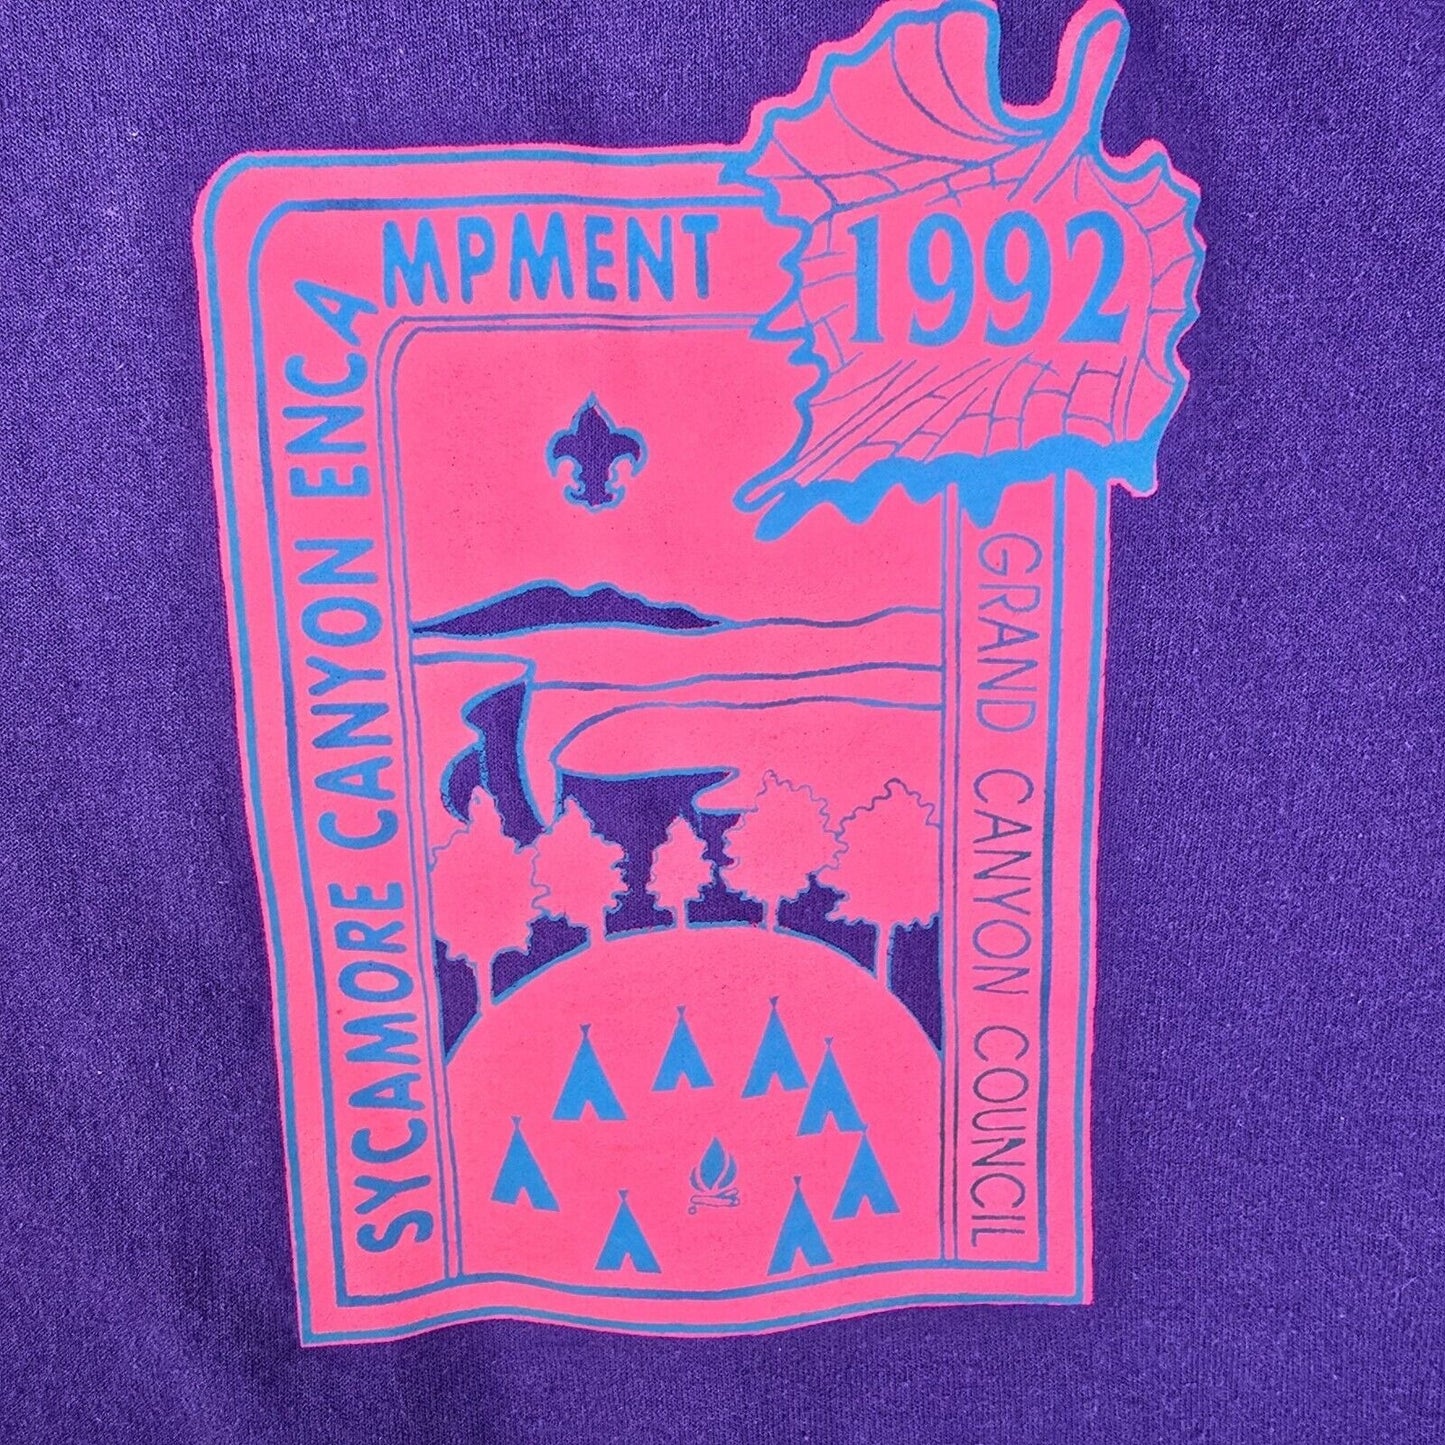 SYCAMORE CANYON ENCAMPMENT
1992
GRAND CANYON COUNCIL